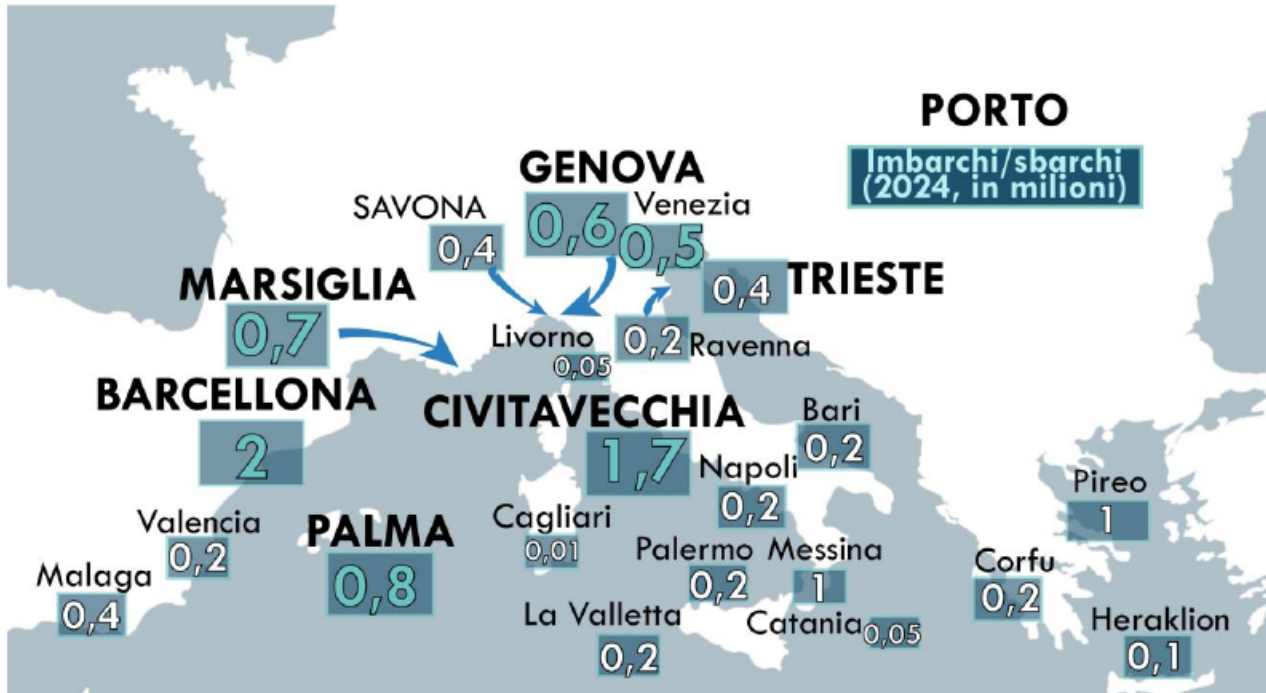 PORTO
Imbarchi/sbarchi
(2024, in milioni)
GENOVA
0,6
Venezia
0,5
SAVONA
0,4
TRIESTE
0,4
MARSIGLIA
0,7
Livorno
0,05
0,2 Ravenna
BARCELLONA
2
CIVITAVECCHIA
1,7
Bari
0,2
Napoli
0,2
Pireo
1
Valencia
0,2
PALMA
0,8
Cagliari
0,01
Palermo
0,2
Messina
1
Corfu
0,2
Malaga
0,4
La Valletta
0,2
Catania 0,05
Heraklion
0,1